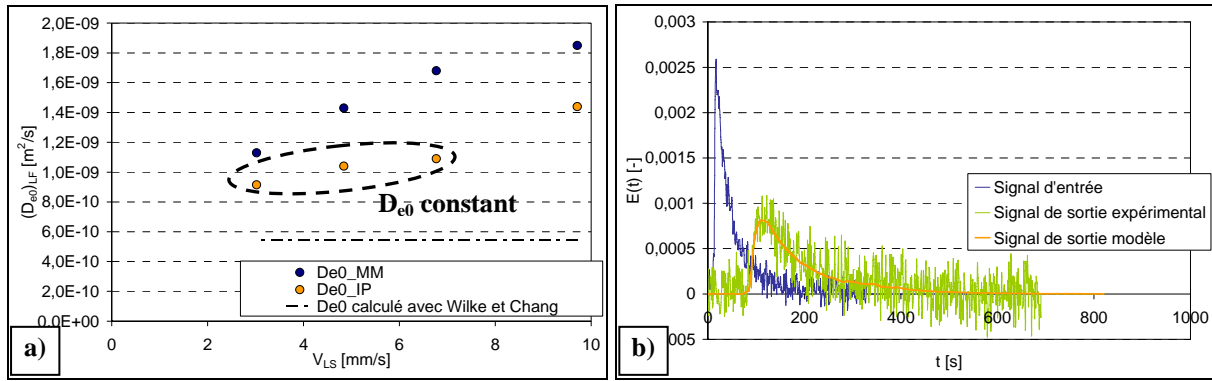 2,0E-09
1,8E-09
1,6E-09
1,4E-09
1,2E-09
1,0E-09
8,0E-10
6,0E-10
4,0E-10
2,0E-10
0,0E+00
(De0)LF [m²/s]
De0 constant
De0_MM
De0_IP
De0 calculé avec Wilke et Chang
0 2 4 6 8 10
VLS [mm/s]
a)
0,003
0,0025
0,002
0,0015
0,001
0,0005
0
005
E(t) [-]
Signal d'entrée
Signal de sortie expérimental
Signal de sortie modèle
0 200 400 600 800 1000
t [s]
b)